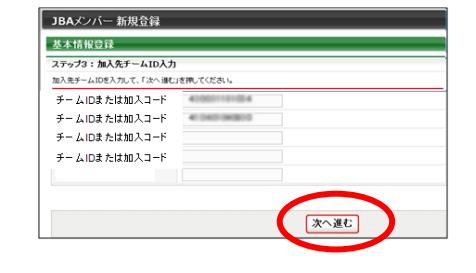 JBAメンバー 新規登録
基本情報登録
ステップ3：加入先チームID入力
加入先チームIDを入力して、「次へ進む」を押してください。
チームIDまたは加入コード
チームIDまたは加入コード
チームIDまたは加入コード
チームIDまたは加入コード
次へ進む